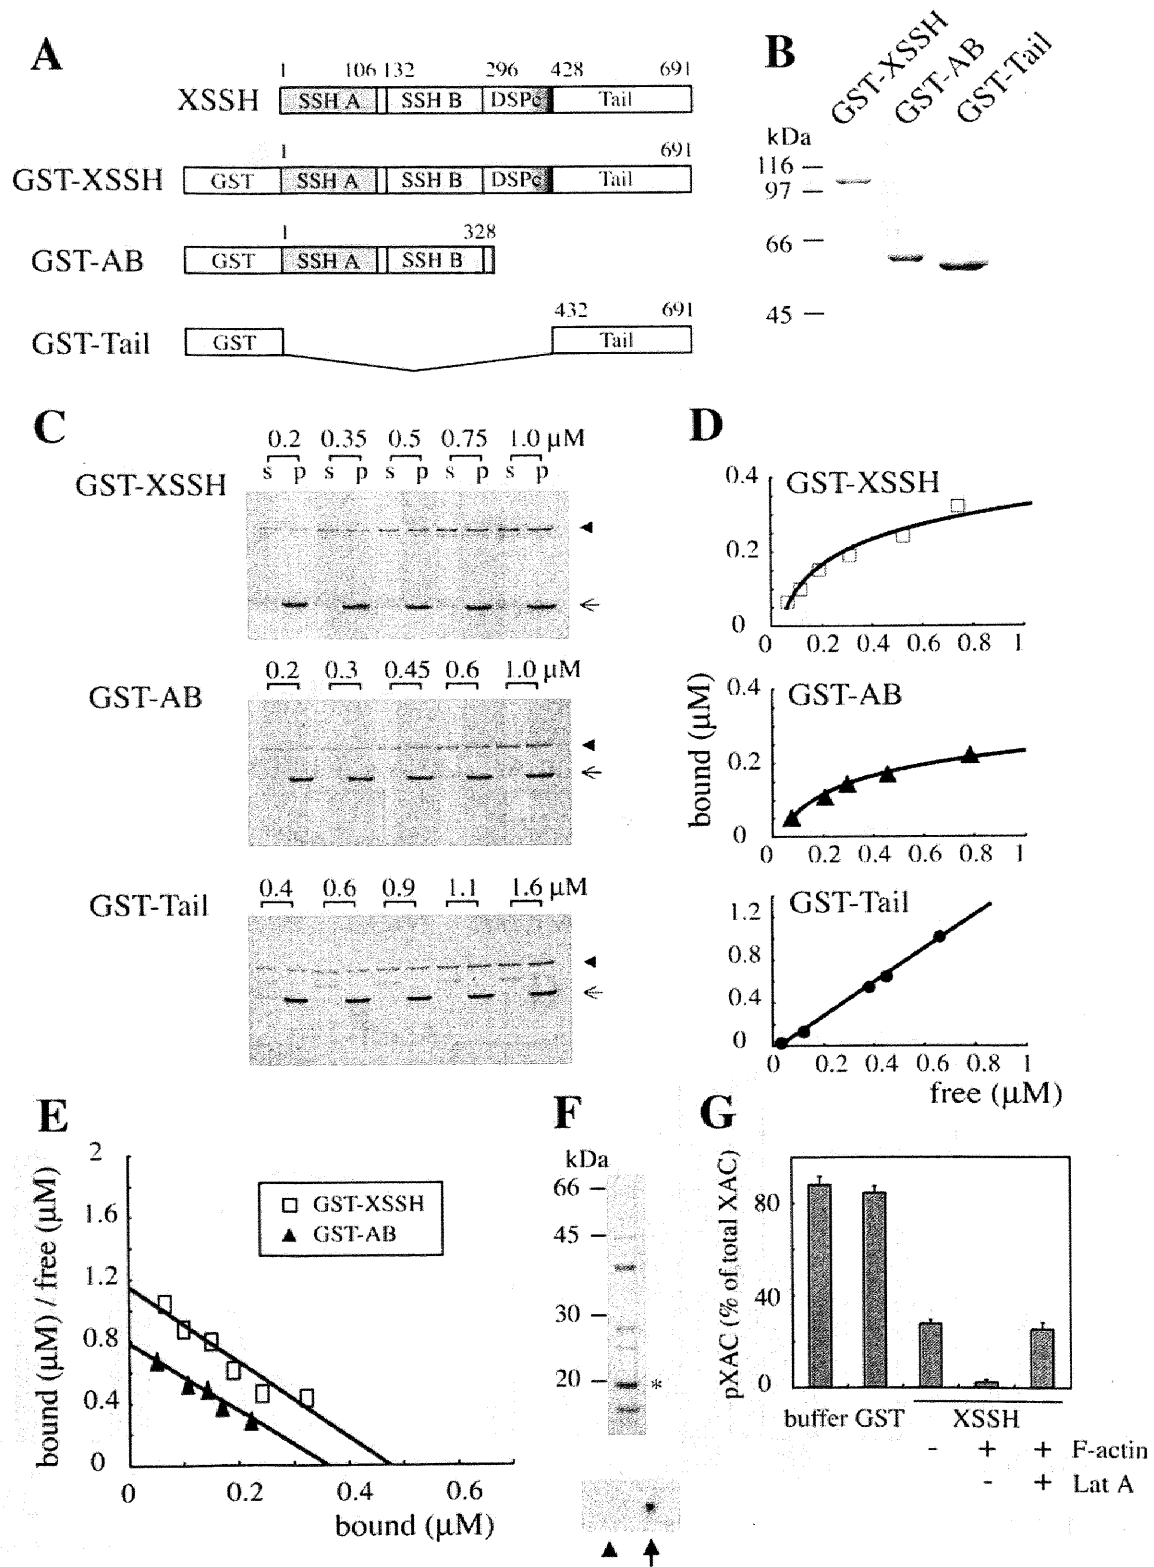 A
1 106 132 296 428 691
XSSH SSH A SSH B DSPc Tail
1 691
GST-XSSH GST SSH A SSH B DSPc Tail
1 328
GST-AB GST SSH A SSH B
432 691
GST-Tail GST Tail
B
GST-XSSH
GST-AB
GST-Tail
kDa
116
97
66
45
C
0.2 0.35 0.5 0.75 1.0 μM
s p s p s p s p s p
GST-XSSH
0.2 0.3 0.45 0.6 1.0 μM
GST-AB
0.4 0.6 0.9 1.1 1.6 μM
GST-Tail
D
GST-XSSH
0.4
0.2
0
0 0.2 0.4 0.6 0.8 1
GST-AB
0.4
0.2
0
0 0.2 0.4 0.6 0.8 1
bound (μM)
GST-Tail
1.2
0.8
0.4
0
0 0.2 0.4 0.6 0.8 1
free (μM)
E
2
1.6
1.2
0.8
0.4
0
bound (μM) / free (μM)
GST-XSSH
GST-AB
0 0.2 0.4 0.6
bound (μM)
F
kDa
66
45
30
20
*
G
pXAC (% of total XAC)
80
40
0
buffer GST XSSH
- + + F-actin
- + Lat A